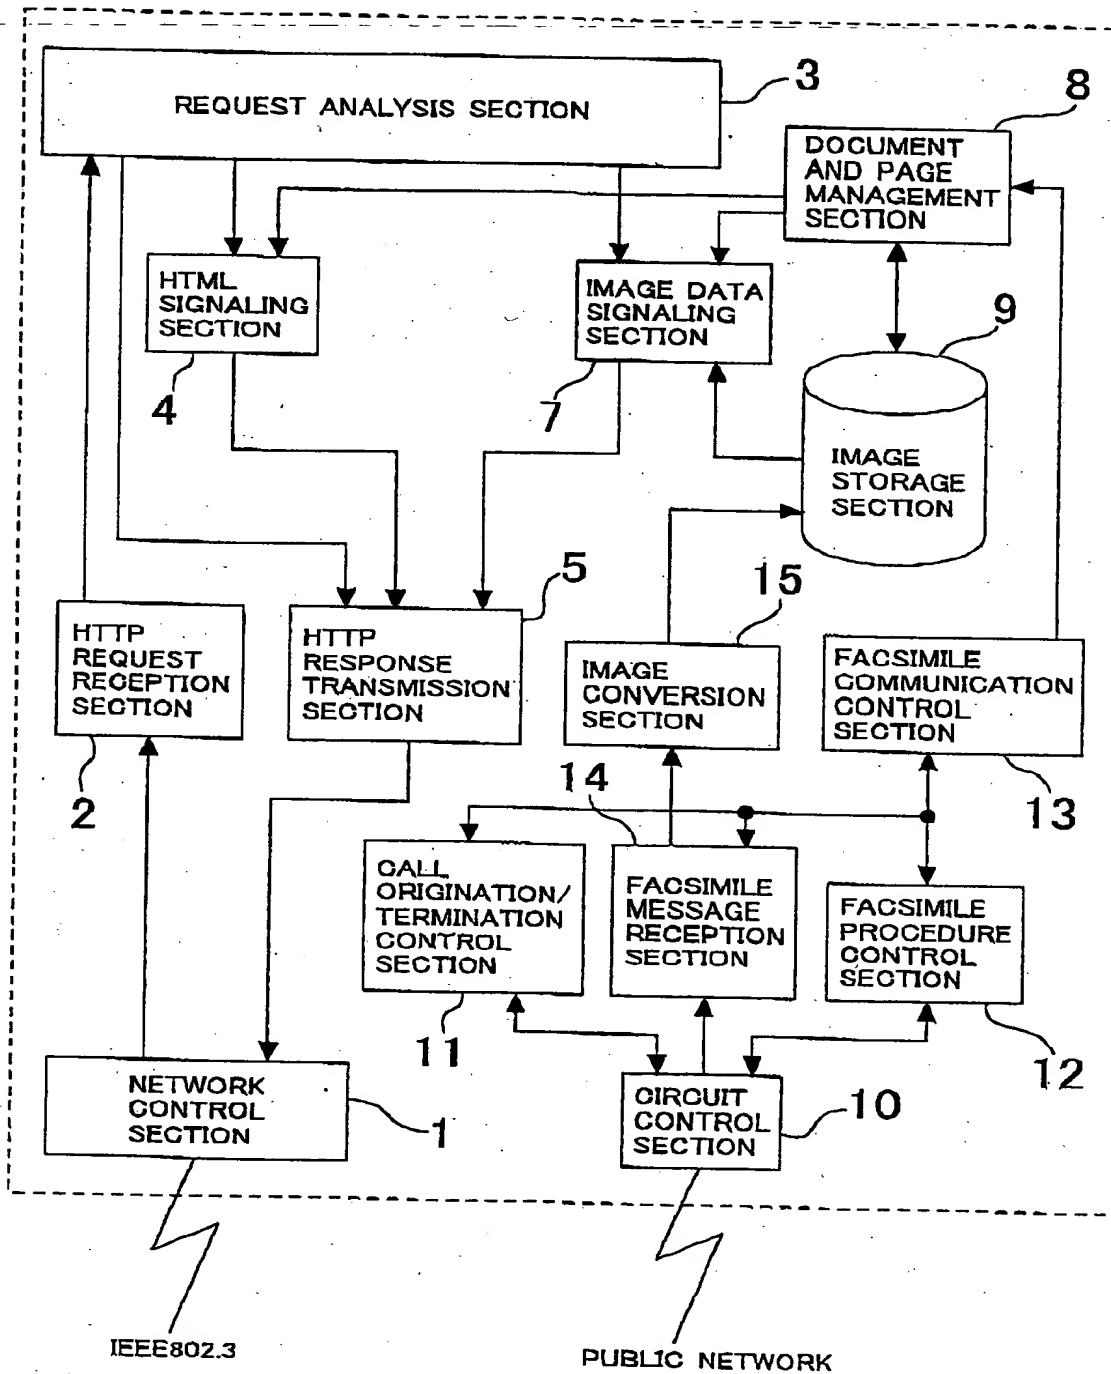 REQUEST ANALYSIS SECTION
3
8
DOCUMENT
AND PAGE
MANAGEMENT
SECTION
HTML
SIGNALING
SECTION
4
IMAGE DATA
SIGNALING
SECTION
7
9
IMAGE
STORAGE
SECTION
5
15
HTTP
REQUEST
RECEPTION
SECTION
2
HTTP
RESPONSE
TRANSMISSION
SECTION
IMAGE
CONVERSION
SECTION
FACSIMILE
COMMUNICATION
CONTROL
SECTION
13
14
CALL
ORIGINATION/
TERMINATION
CONTROL
SECTION
11
FACSIMILE
MESSAGE
RECEPTION
SECTION
FACSIMILE
PROCEDURE
CONTROL
SECTION
12
NETWORK
CONTROL
SECTION
1
CIRCUIT
CONTROL
SECTION
10
IEEE802.3
PUBLIC NETWORK